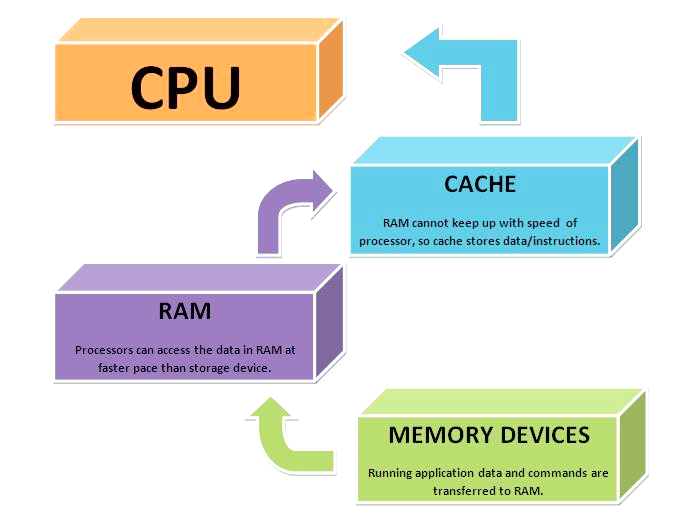 CPU
CACHE
RAM cannot keep up with speed of
processor, so cache stores data/instructions.
RAM
Processors can access the data in RAM at
faster pace than storage device.
MEMORY DEVICES
Running application data and commands are
transferred to RAM.